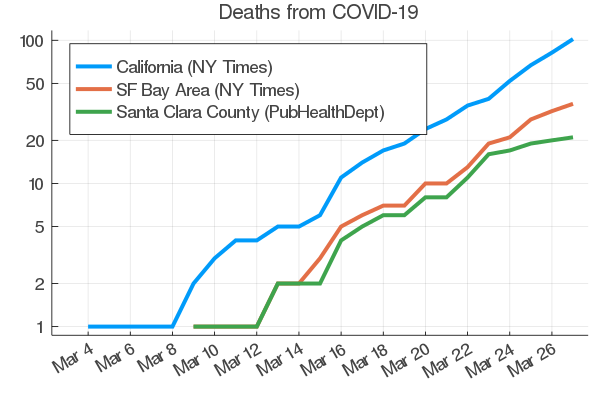 Deaths from COVID-19
100
50
20
10
5
2
1
California (NY Times)
SF Bay Area (NY Times)
Santa Clara County (PubHealthDept)
Mar 4
Mar 6
Mar 8
Mar 10
Mar 12
Mar 14
Mar 16
Mar 18
Mar 20
Mar 22
Mar 24
Mar 26